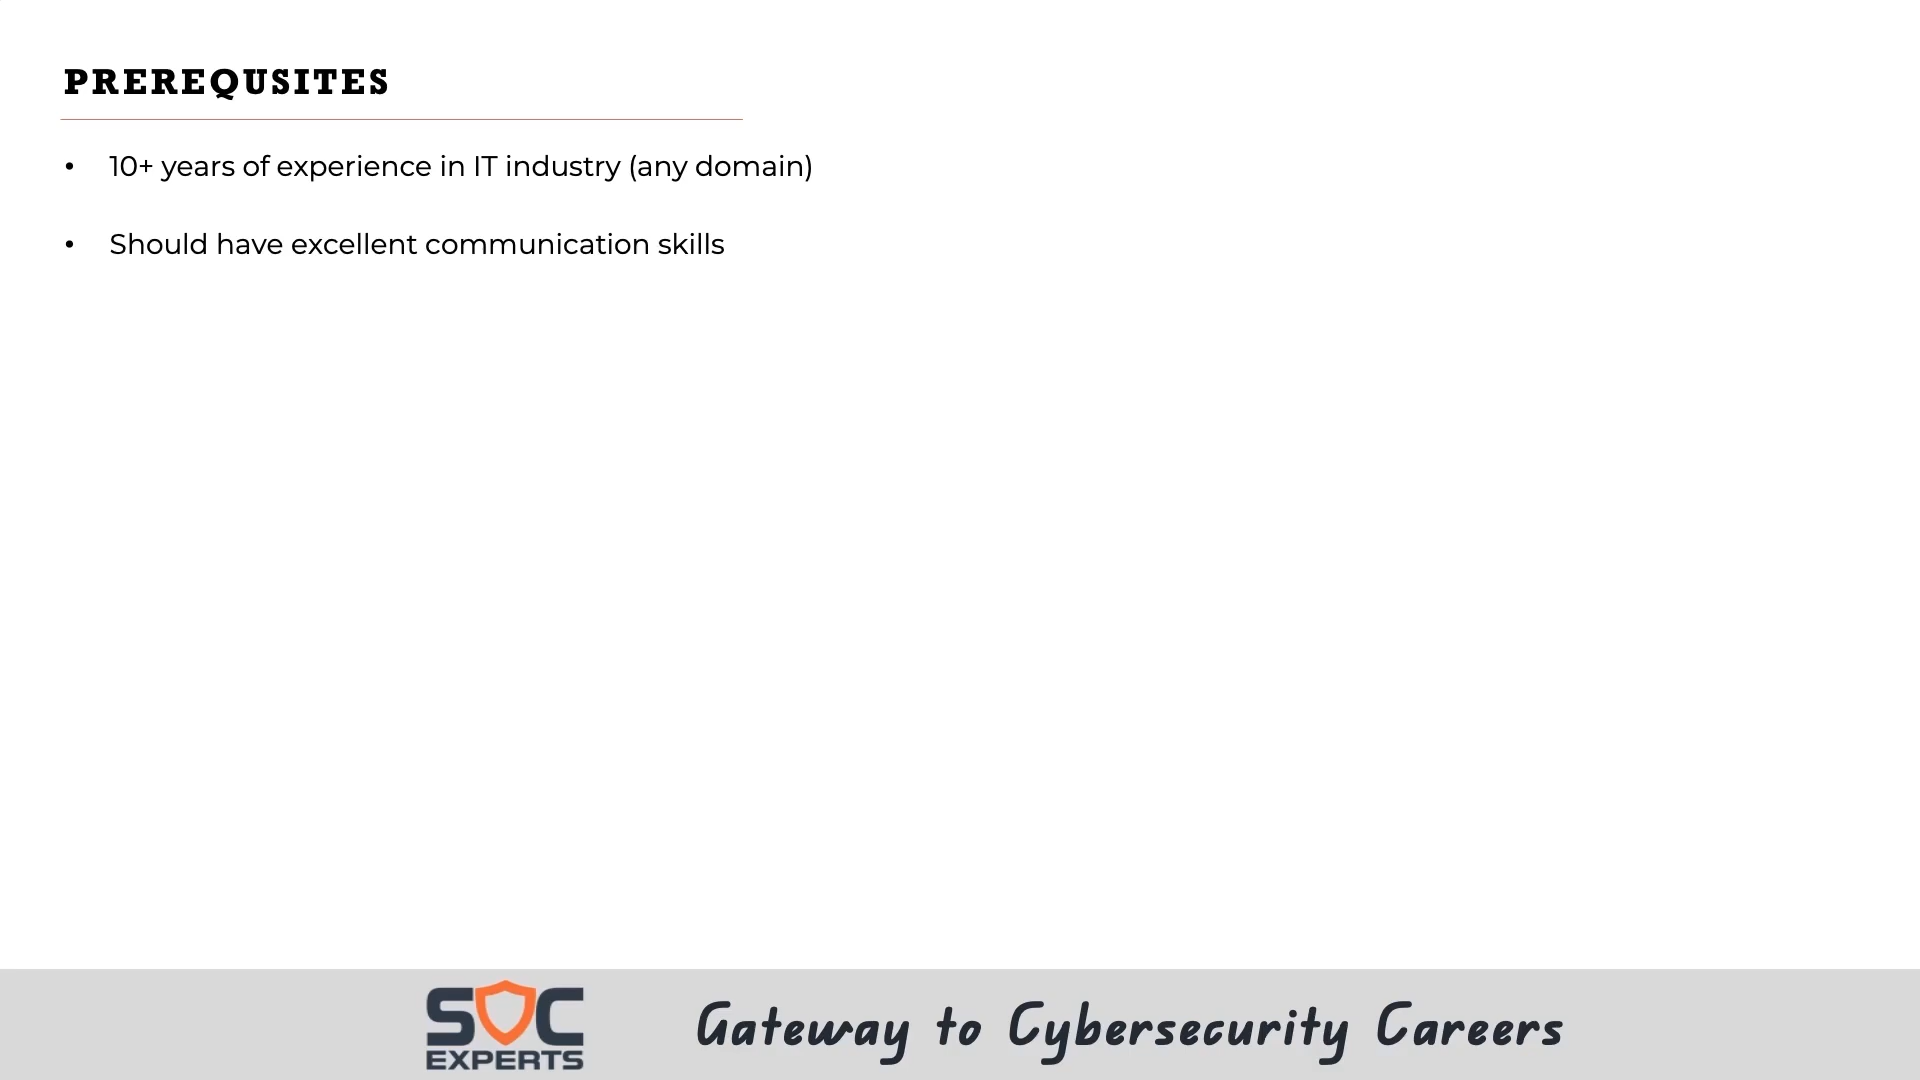 PREREQUSITES
• 10+ years of experience in IT industry (any domain)
• Should have excellent communication skills
SOC
EXPERTS
Gateway to Cybersecurity Careers